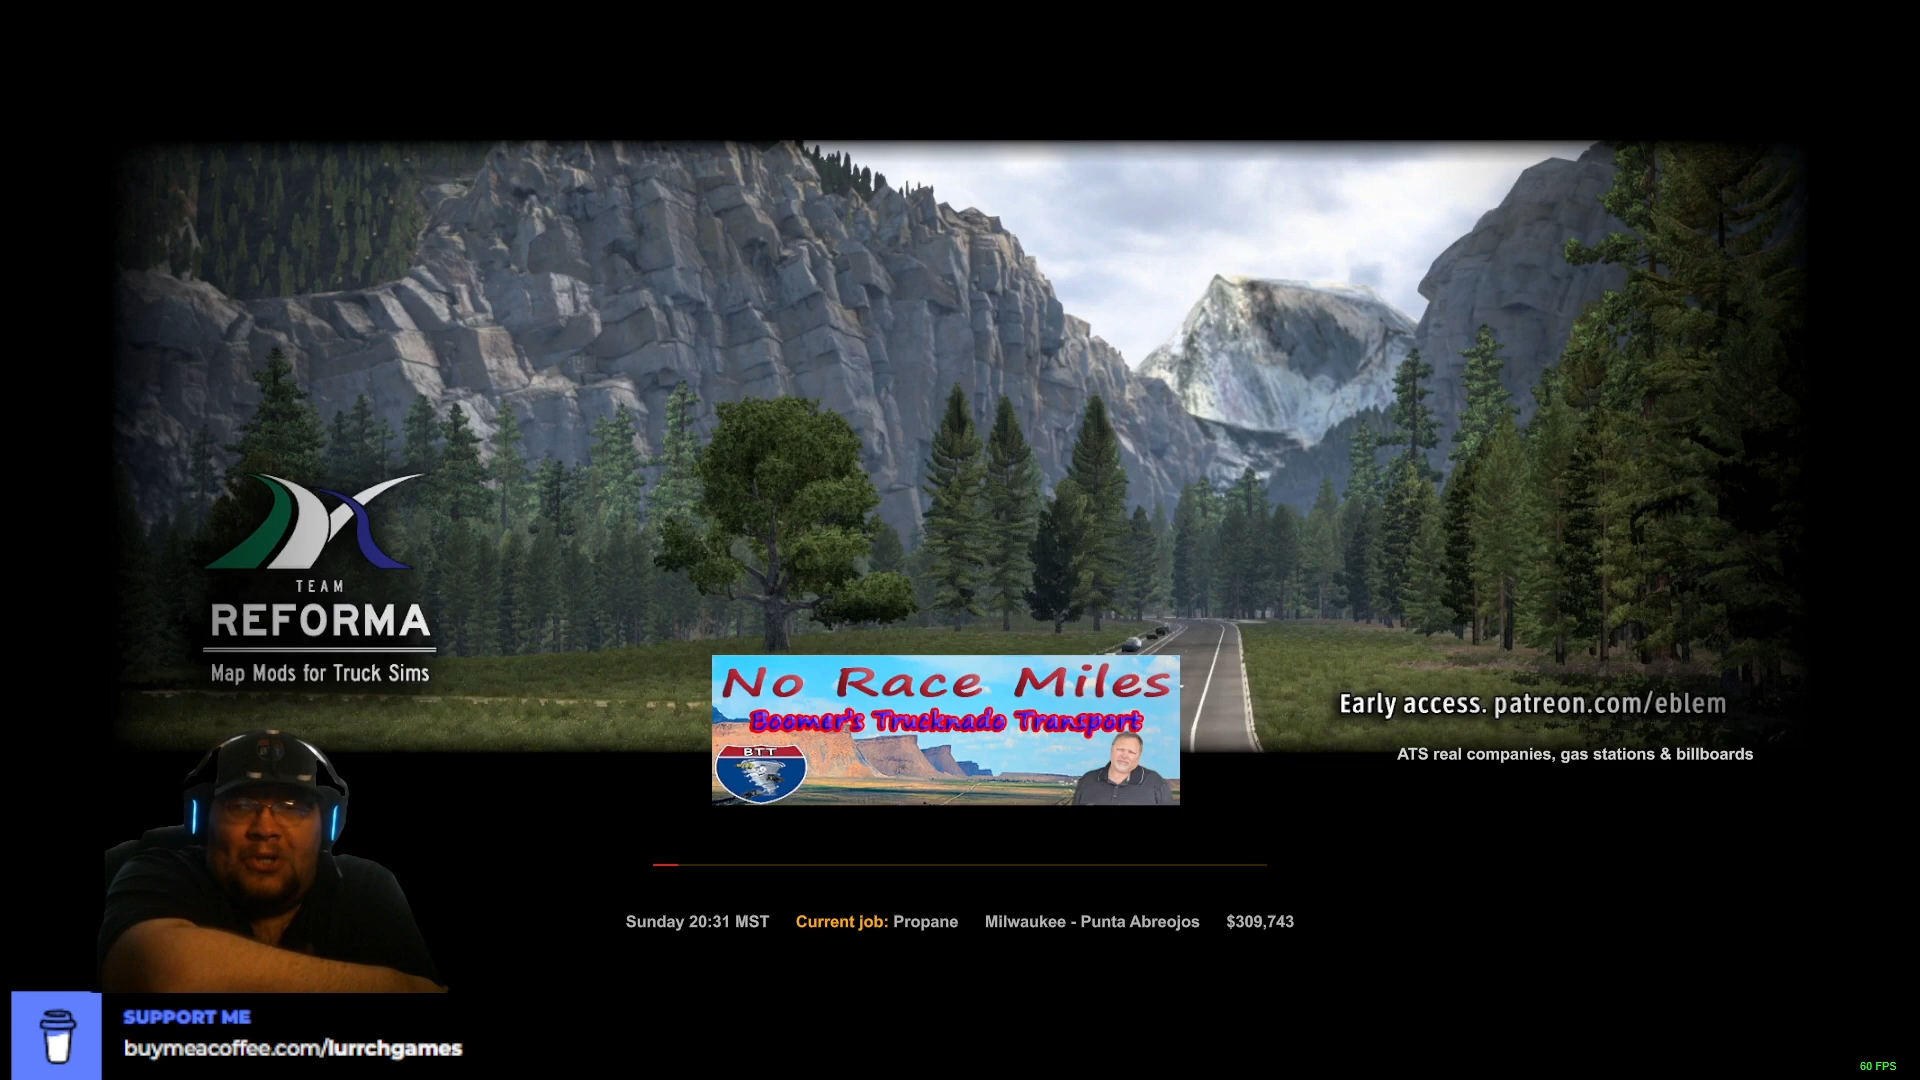 TEAM
REFORMA
Map Mods for Truck Sims
No Race Miles
Boomer's Trucknado Transport
BTT
Early access. patreon.com/eblem
ATS real companies, gas stations & billboards
Sunday 20:31 MST Current job: Propane Milwaukee - Punta Abreojos $309,743
SUPPORT ME
buymeacoffee.com/lurrchgames
60 FPS